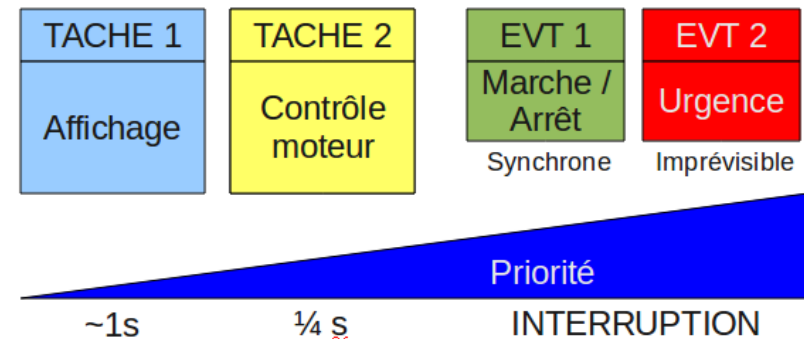 TACHE 1
Affichage
TACHE 2
Contrôle
moteur
EVT 1
Marche /
Arrêt
Synchrone
EVT 2
Urgence
Imprévisible
Priorité
~1s
¼ s
INTERRUPTION